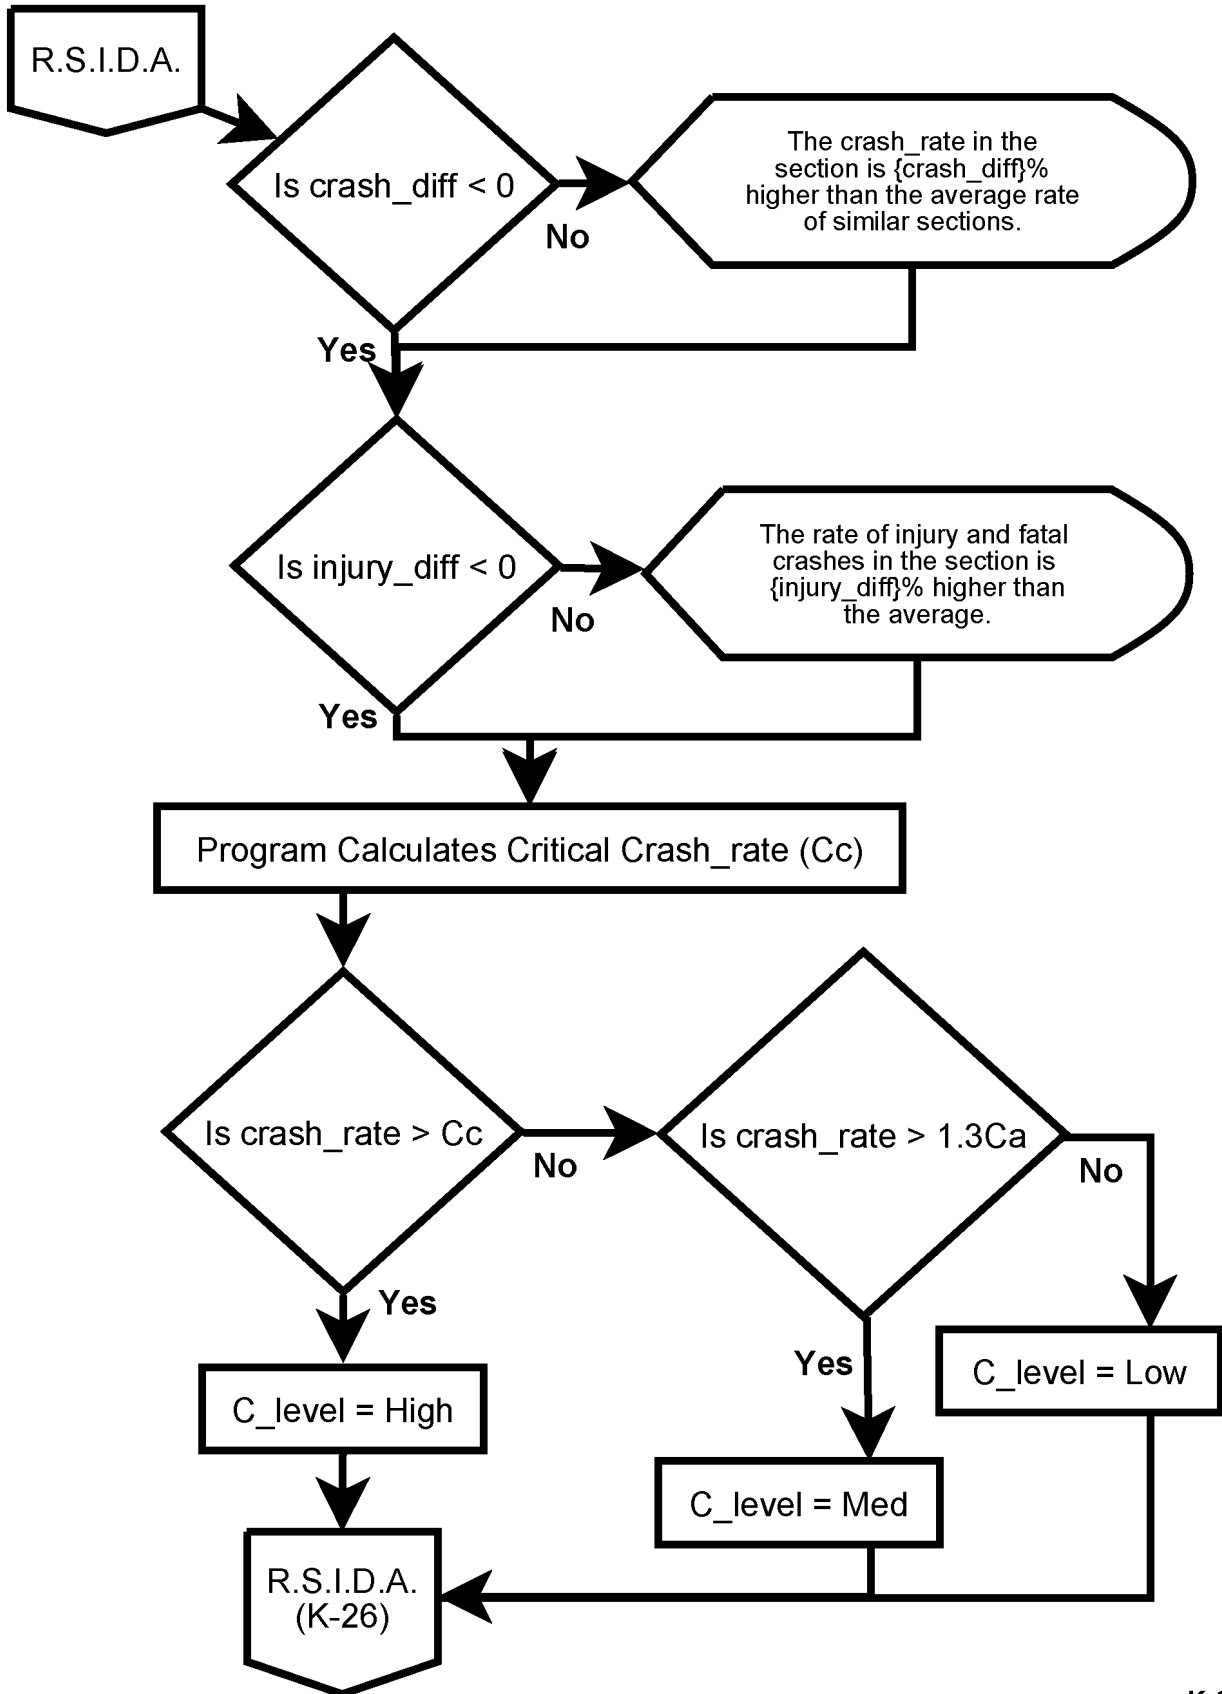 R.S.I.D.A.
Is crash_diff < 0
No
The crash_rate in the
section is {crash_diff}%
higher than the average rate
of similar sections.
Yes
Is injury_diff < 0
No
The rate of injury and fatal
crashes in the section is
{injury_diff}% higher than
the average.
Yes
Program Calculates Critical Crash_rate (Cc)
Is crash_rate > Cc
No
Is crash_rate > 1.3Ca
No
Yes
Yes
C_level = High
C_level = Low
C_level = Med
R.S.I.D.A.
(K-26)